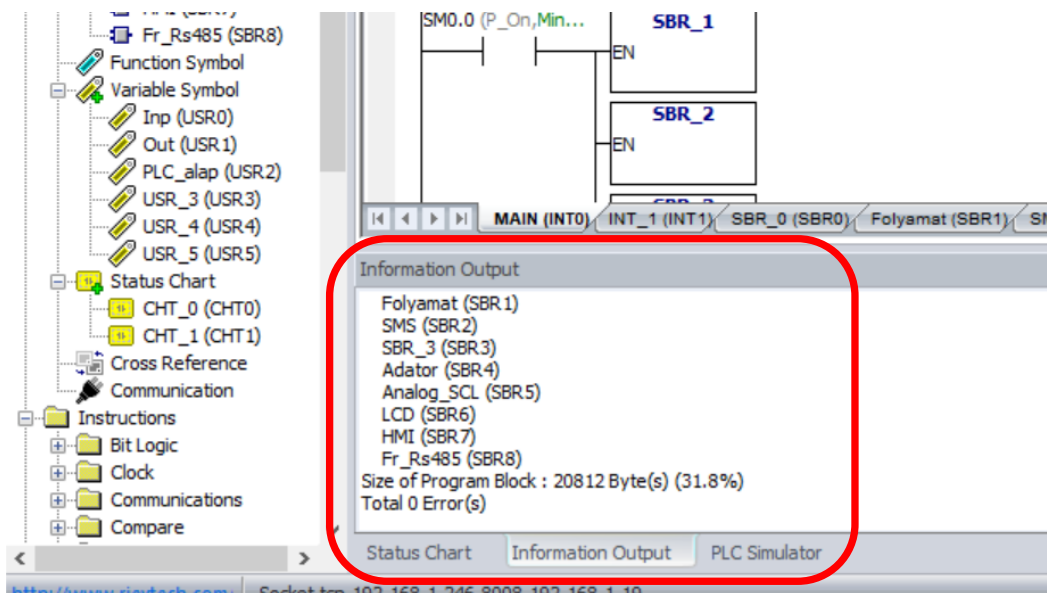 Fr_Rs485 (SBR8)
Function Symbol
Variable Symbol
Inp (USR0)
Out (USR1)
PLC_alap (USR2)
USR_3 (USR3)
USR_4 (USR4)
USR_5 (USR5)
Status Chart
CHT_0 (CHT0)
CHT_1 (CHT1)
Cross Reference
Communication
Instructions
Bit Logic
Clock
Communications
Compare
SM0.0 (P_On,Min...
SBR_1
EN
SBR_2
EN
MAIN (INT0) INT_1 (INT1) SBR_0 (SBR0) Folyamat (SBR1)
Information Output
Folyamat (SBR1)
SMS (SBR2)
SBR_3 (SBR3)
Adator (SBR4)
Analog_SCL (SBR5)
LCD (SBR6)
HMI (SBR7)
Fr_Rs485 (SBR8)
Size of Program Block : 20812 Byte(s) (31.8%)
Total 0 Error(s)
Status Chart Information Output PLC Simulator